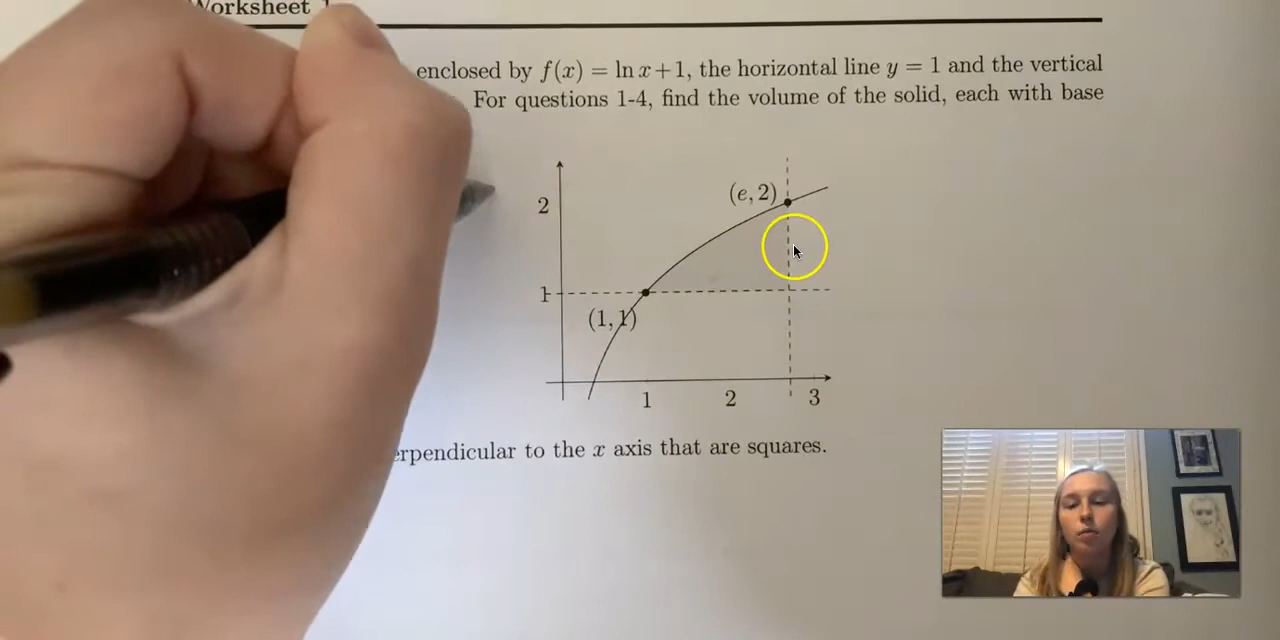 Worksheet
enclosed by f(x) = ln x + 1, the horizontal line y = 1 and the vertical
For questions 1-4, find the volume of the solid, each with base
(e, 2)
2
1
(1, 1)
1 2 3
erpendicular to the x axis that are squares.